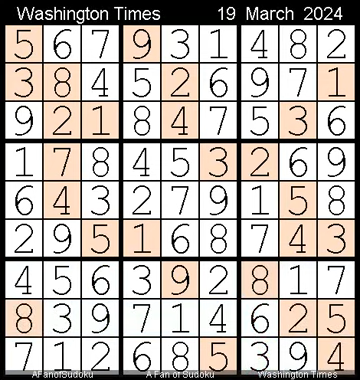 Washington Times 19 March 2024
5 6 7 9 3 1 4 8 2
3 8 4 5 2 6 9 7 1
9 2 1 8 4 7 5 3 6
1 7 8 4 5 3 2 6 9
6 4 3 2 7 9 1 5 8
2 9 5 1 6 8 7 4 3
4 5 6 3 9 2 8 1 7
8 3 9 7 1 4 6 2 5
7 1 2 6 8 5 3 9 4
AFanofSudoku A Fan of Sudoku Washington Times